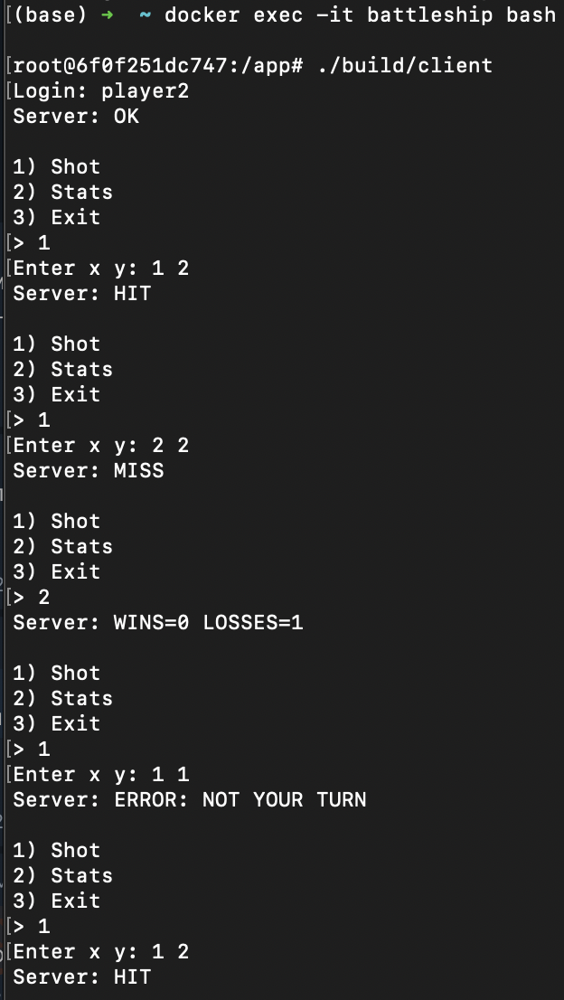 [(base) ➜  ~ docker exec -it battleship bash
[root@6f0f251dc747:/app# ./build/client
[Login: player2
Server: OK
1) Shot
2) Stats
3) Exit
[> 1
[Enter x y: 1 2
Server: HIT
1) Shot
2) Stats
3) Exit
[> 1
[Enter x y: 2 2
Server: MISS
1) Shot
2) Stats
3) Exit
[> 2
Server: WINS=0 LOSSES=1
1) Shot
2) Stats
3) Exit
[> 1
[Enter x y: 1 1
Server: ERROR: NOT YOUR TURN
1) Shot
2) Stats
3) Exit
[> 1
[Enter x y: 1 2
Server: HIT